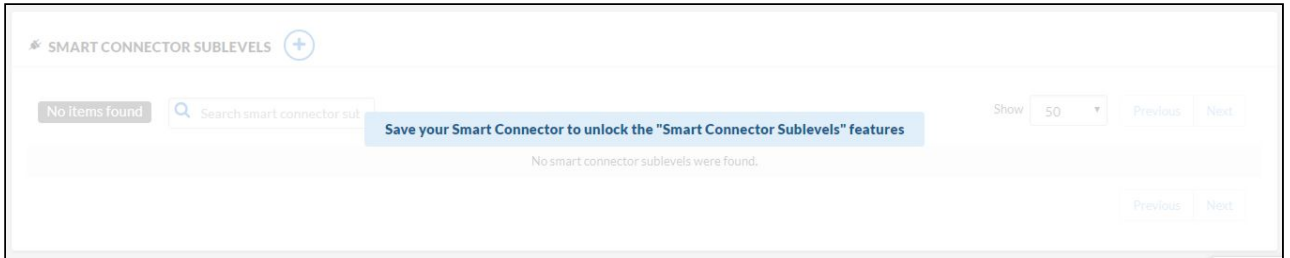 SMART CONNECTOR SUBLEVELS
No items found
Search smart connector sub
Show 50
Previous Next
Save your Smart Connector to unlock the "Smart Connector Sublevels" features
No smart connector sublevels were found.
Previous Next